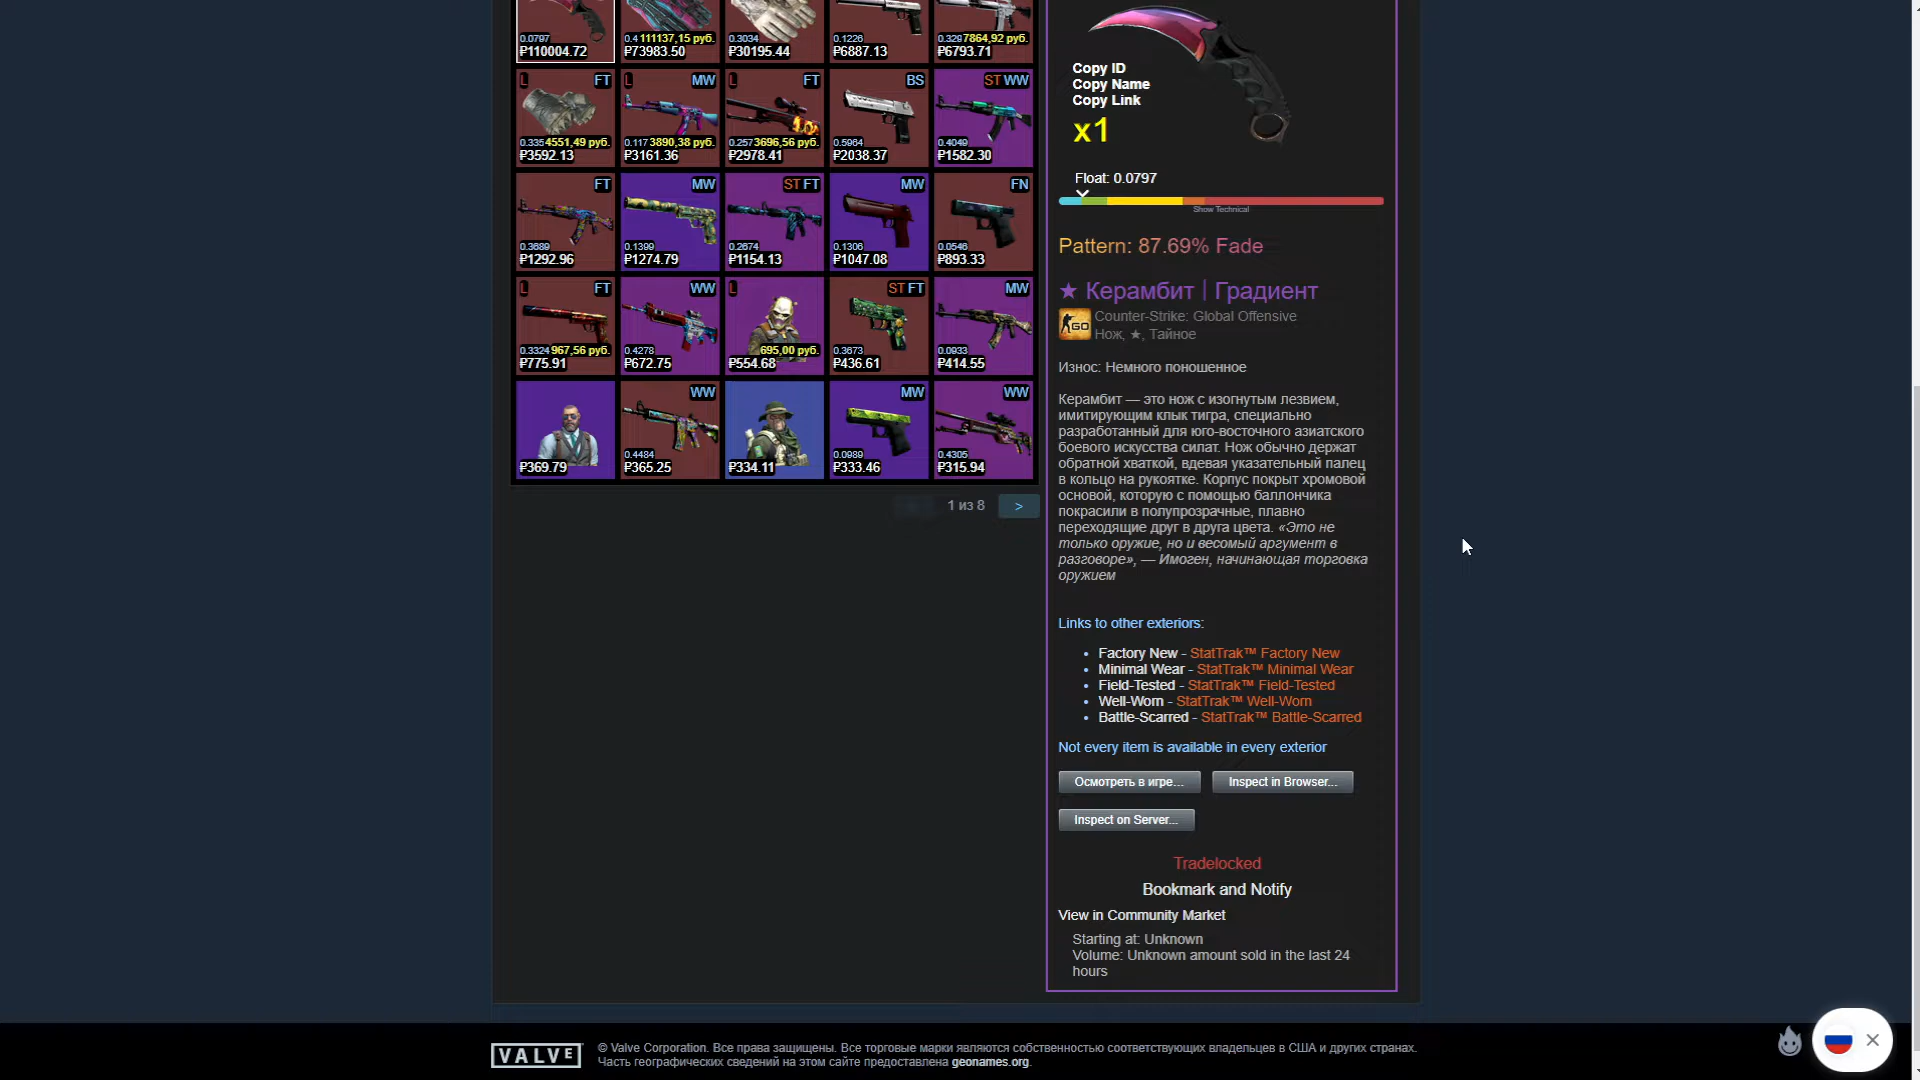 0.0797
₽110004.72
0.4 111137,15 руб.
₽73983.50
0.3034
₽30195.44
0.1226
₽6887.13
0.329 7864,92 руб.
₽6793.71
L FT
0.335 4551,49 руб.
₽3592.13
L MW
0.117 3890,38 руб.
₽3161.36
L FT
0.257 3696,56 руб.
₽2978.41
BS
0.5964
₽2038.37
ST WW
0.4049
₽1582.30
FT
0.3689
₽1292.96
MW
0.1399
₽1274.79
ST FT
0.2674
₽1154.13
MW
0.1306
₽1047.08
FN
0.0546
₽893.33
L FT
0.3324 967,56 руб.
₽775.91
WW
0.4278
₽672.75
L
695,00 руб.
₽554.68
ST FT
0.3673
₽436.61
MW
0.0933
₽414.55
₽369.79
WW
0.4484
₽365.25
₽334.11
MW
0.0989
₽333.46
WW
0.4305
₽315.94
1 из 8
>
Copy ID
Copy Name
Copy Link
x1
Float: 0.0797
Show Technical
Pattern: 87.69% Fade
★ Керамбит | Градиент
GO
Counter-Strike: Global Offensive
Нож, ★, Тайное
Износ: Немного поношенное
Керамбит — это нож с изогнутым лезвием,
имитирующим клык тигра, специально
разработанный для юго-восточного азиатского
боевого искусства силат. Нож обычно держат
обратной хваткой, вдевая указательный палец
в кольцо на рукоятке. Корпус покрыт хромовой
основой, которую с помощью баллончика
покрасили в полупрозрачные, плавно
переходящие друг в друга цвета. «Это не
только оружие, но и весомый аргумент в
разговоре», — Имоген, начинающая торговка
оружием
Links to other exteriors:
• Factory New - StatTrak™ Factory New
• Minimal Wear - StatTrak™ Minimal Wear
• Field-Tested - StatTrak™ Field-Tested
• Well-Worn - StatTrak™ Well-Worn
• Battle-Scarred - StatTrak™ Battle-Scarred
Not every item is available in every exterior
Осмотреть в игре...
Inspect in Browser...
Inspect on Server...
Tradelocked
Bookmark and Notify
View in Community Market
Starting at: Unknown
Volume: Unknown amount sold in the last 24
hours
VALVE
© Valve Corporation. Все права защищены. Все торговые марки являются собственностью соответствующих владельцев в США и других странах.
Часть географических сведений на этом сайте предоставлена geonames.org.